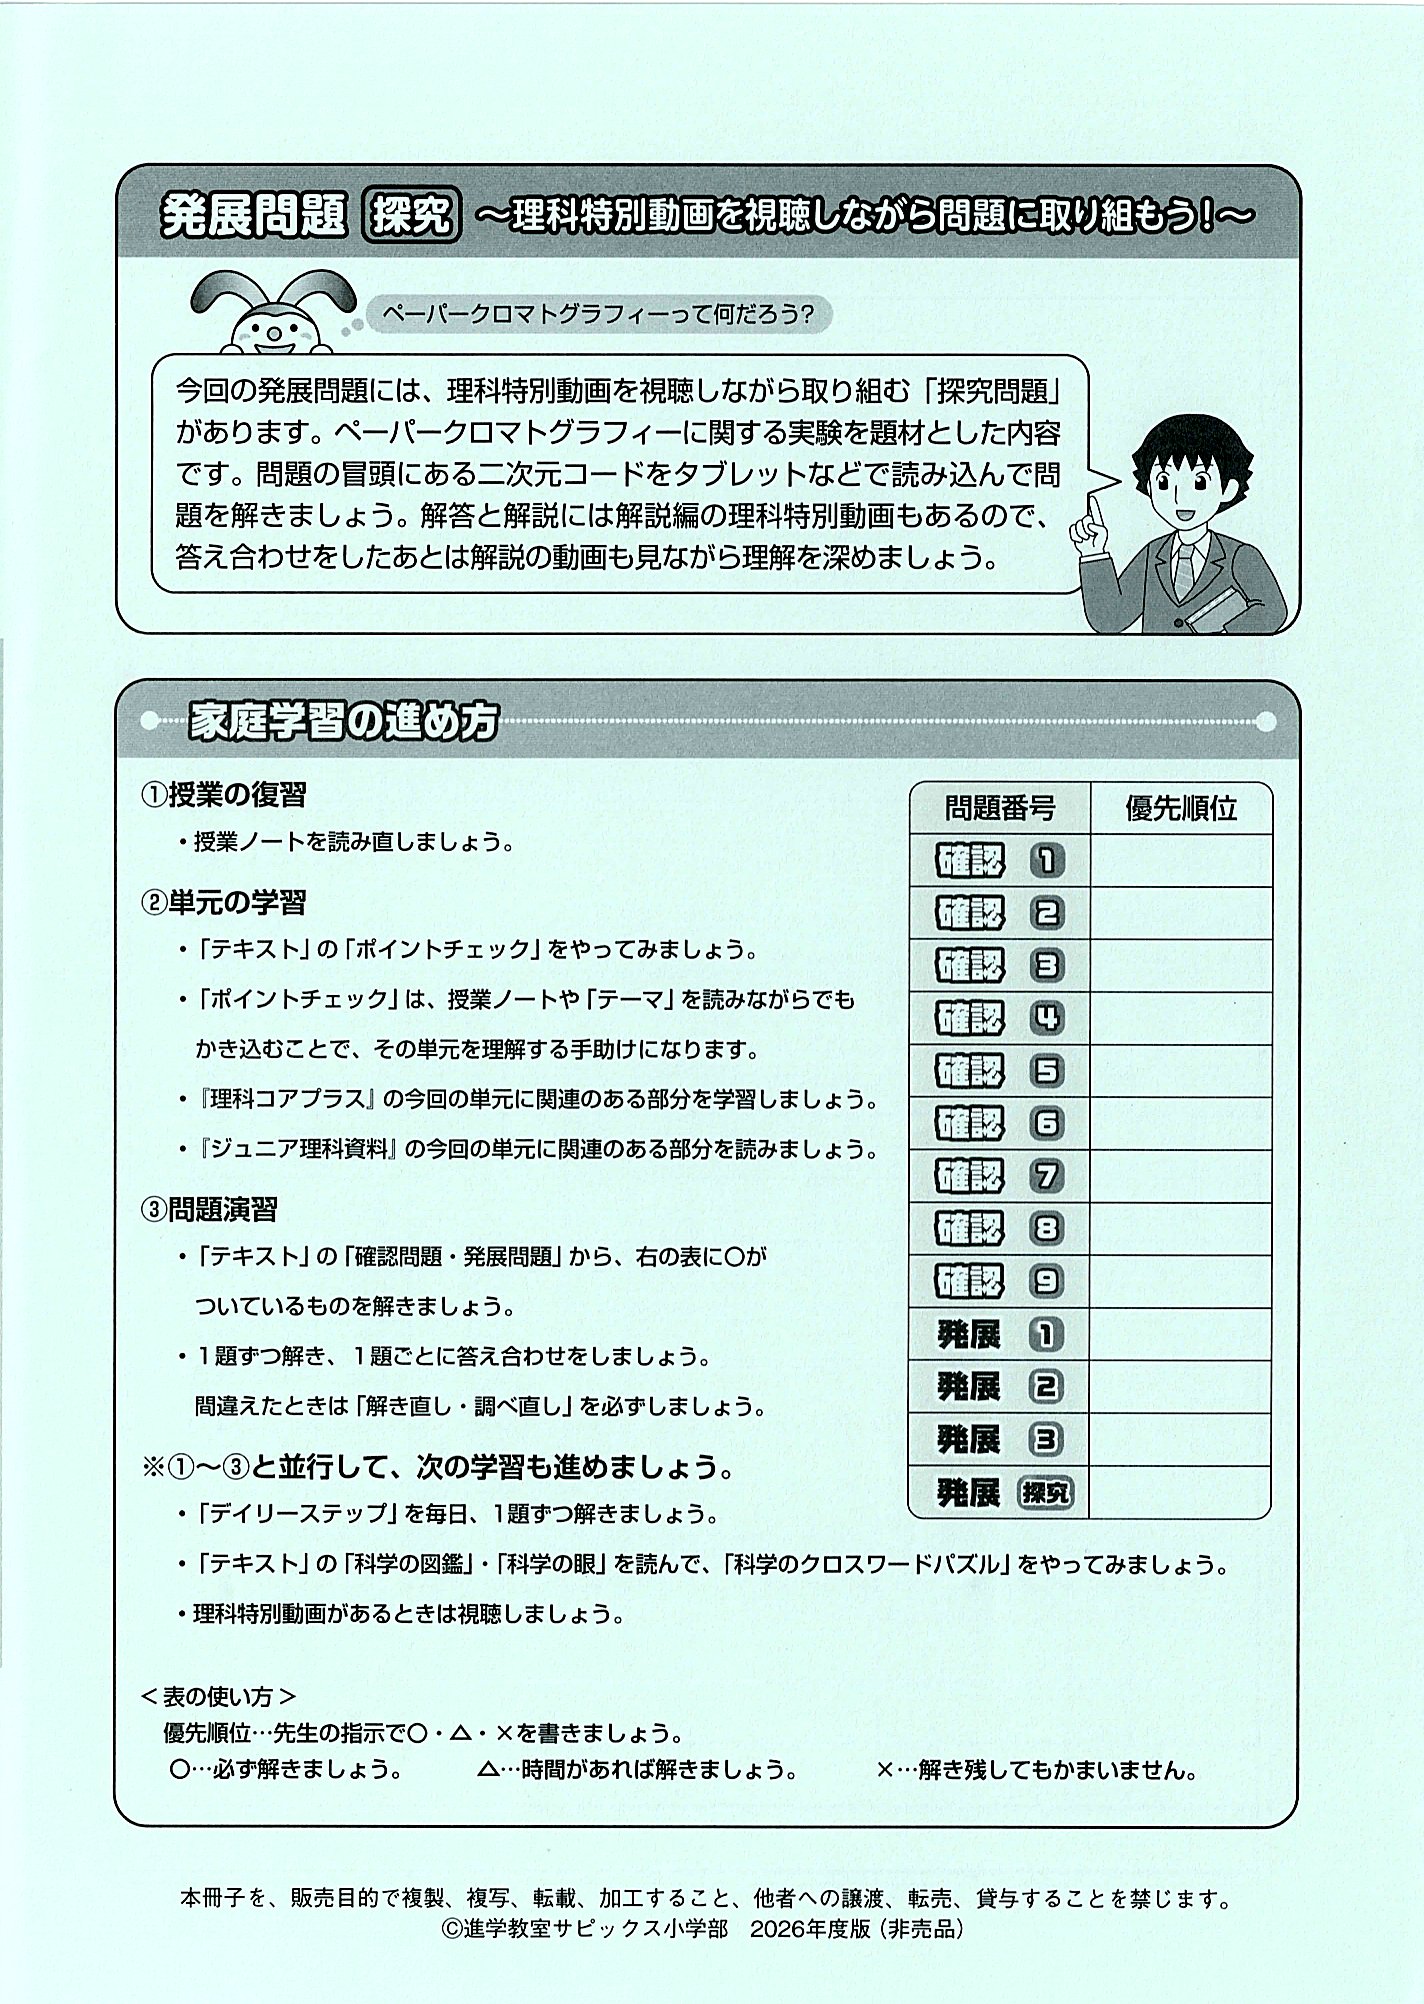 発展問題 探究 ～理科特別動画を視聴しながら問題に取り組もう！～
ペーパークロマトグラフィーって何だろう？
今回の発展問題には、理科特別動画を視聴しながら取り組む「探究問題」
があります。ペーパークロマトグラフィーに関する実験を題材とした内容
です。問題の冒頭にある二次元コードをタブレットなどで読み込んで問
題を解きましょう。解答と解説には解説編の理科特別動画もあるので、
答え合わせをしたあとは解説の動画も見ながら理解を深めましょう。
家庭学習の進め方
①授業の復習
・授業ノートを読み直しましょう。
②単元の学習
・「テキスト」の「ポイントチェック」をやってみましょう。
・「ポイントチェック」は、授業ノートや「テーマ」を読みながらでも
かき込むことで、その単元を理解する手助けになります。
・『理科コアプラス』の今回の単元に関連のある部分を学習しましょう。
・『ジュニア理科資料』の今回の単元に関連のある部分を読みましょう。
③問題演習
・「テキスト」の「確認問題・発展問題」から、右の表に○が
ついているものを解きましょう。
・１題ずつ解き、１題ごとに答え合わせをしましょう。
間違えたときは「解き直し・調べ直し」を必ずしましょう。
※①～③と並行して、次の学習も進めましょう。
・「デイリーステップ」を毎日、1題ずつ解きましょう。
・「テキスト」の「科学の図鑑」・「科学の眼」を読んで、「科学のクロスワードパズル」をやってみましょう。
・理科特別動画があるときは視聴しましょう。
問題番号 優先順位
確認 1
確認 2
確認 3
確認 4
確認 5
確認 6
確認 7
確認 8
確認 9
発展 1
発展 2
発展 3
発展 探究
＜表の使い方＞
優先順位…先生の指示で○・△・×を書きましょう。
○…必ず解きましょう。 △…時間があれば解きましょう。 ×…解き残してもかまいません。
本冊子を、販売目的で複製、複写、転載、加工すること、他者への譲渡、転売、貸与することを禁じます。
©進学教室サピックス小学部 2026年度版（非売品）